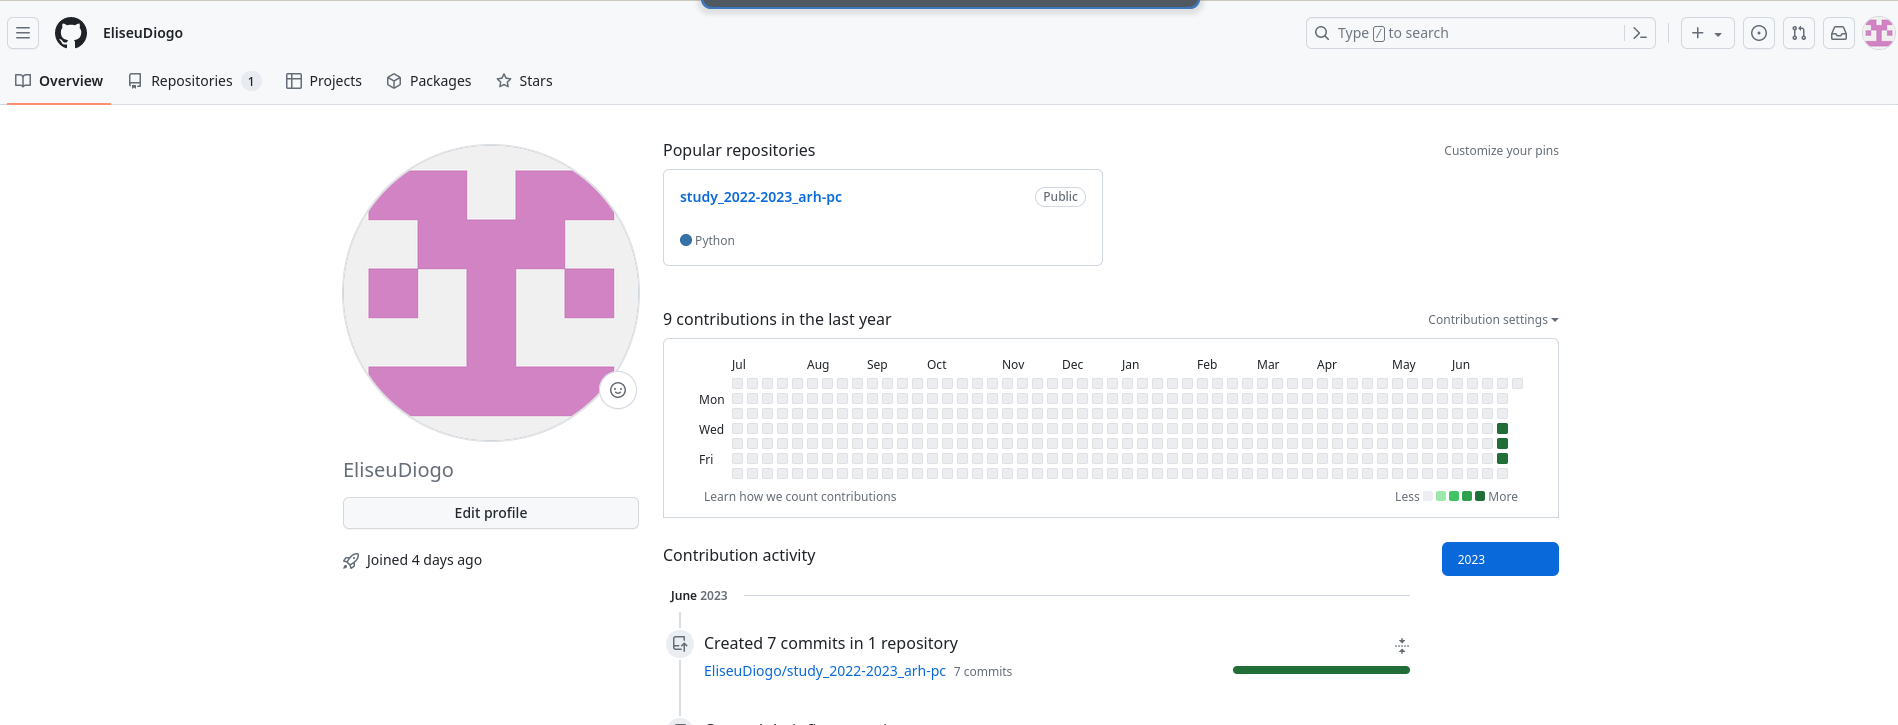 EliseuDiogo
Type / to search
Overview
Repositories 1
Projects
Packages
Stars
Popular repositories
Customize your pins
study_2022-2023_arh-pc
Public
Python
9 contributions in the last year
Contribution settings
Jul Aug Sep Oct Nov Dec Jan Feb Mar Apr May Jun
Mon
Wed
Fri
Learn how we count contributions
Less More
EliseuDiogo
Edit profile
Joined 4 days ago
Contribution activity
2023
June 2023
Created 7 commits in 1 repository
EliseuDiogo/study_2022-2023_arh-pc 7 commits